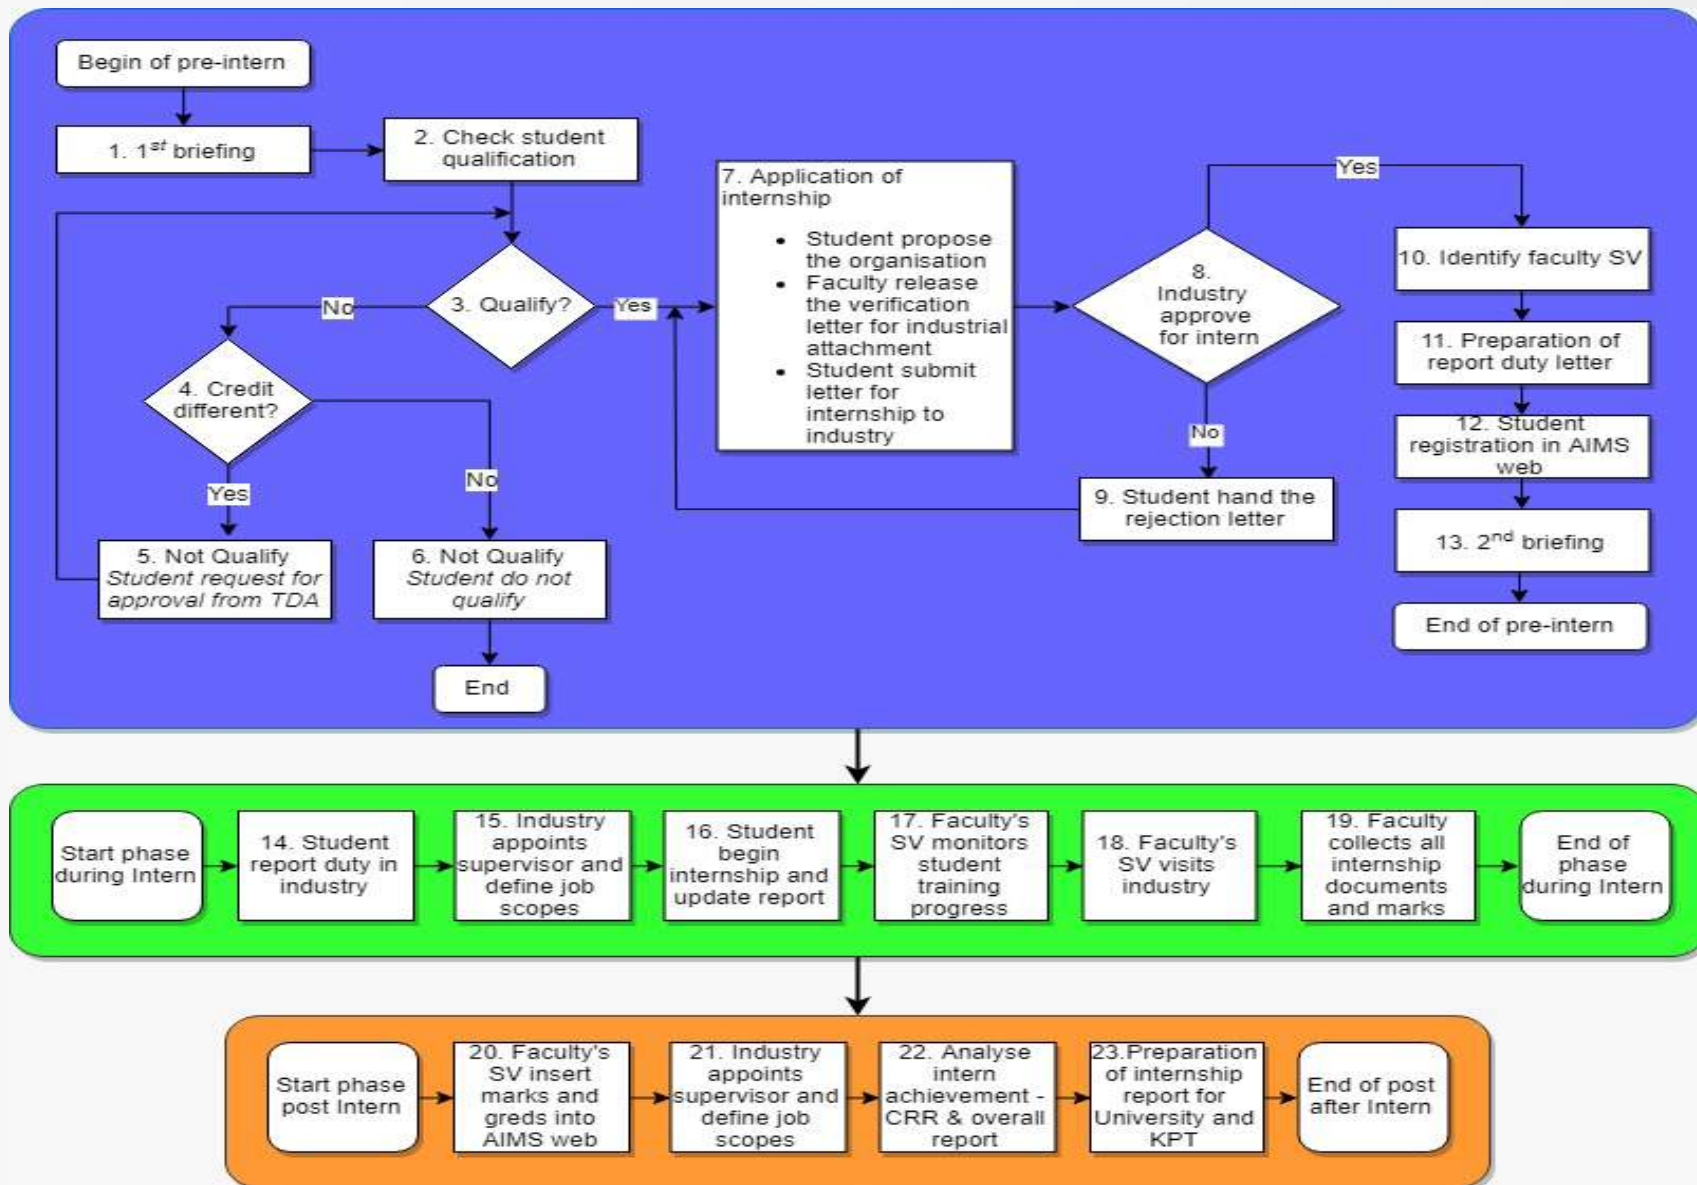 Begin of pre-intern
1. 1st briefing
2. Check student
qualification
3. Qualify?
No
Yes
4. Credit
different?
Yes
No
5. Not Qualify
Student request for
approval from TDA
6. Not Qualify
Student do not
qualify
End
7. Application of
internship
• Student propose
the organisation
• Faculty release
the verification
letter for industrial
attachment
• Student submit
letter for
internship to
industry
8.
Industry
approve
for intern
Yes
No
9. Student hand the
rejection letter
10. Identify faculty SV
11. Preparation of
report duty letter
12. Student
registration in AIMS
web
13. 2nd briefing
End of pre-intern
Start phase
during Intern
14. Student
report duty in
industry
15. Industry
appoints
supervisor and
define job
scopes
16. Student
begin
internship and
update report
17. Faculty's
SV monitors
student
training
progress
18. Faculty's
SV visits
industry
19. Faculty
collects all
internship
documents
and marks
End of
phase
during Intern
Start phase
post Intern
20. Faculty's
SV insert
marks and
greds into
AIMS web
21. Industry
appoints
supervisor and
define job
scopes
22. Analyse
intern
achievement -
CRR & overall
report
23.Preparation
of internship
report for
University and
KPT
End of post
after Intern